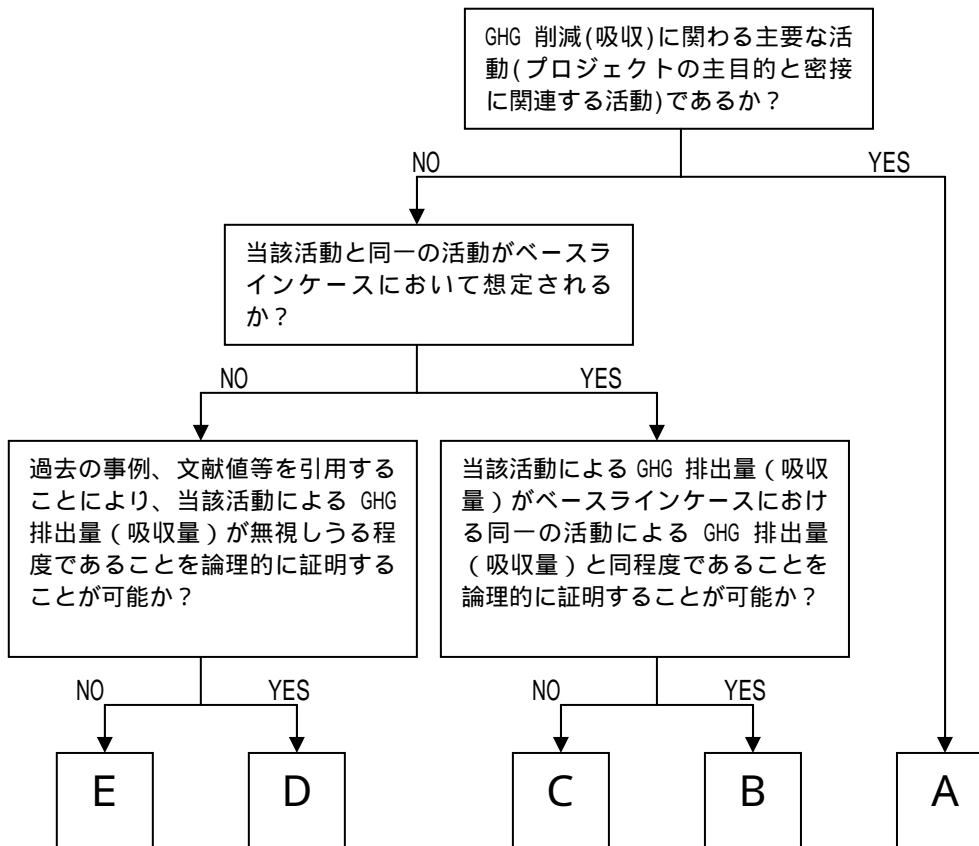 GHG 削減(吸収)に関わる主要な活
動(プロジェクトの主目的と密接
に関連する活動)であるか？
NO
YES
当該活動と同一の活動がベースラ
インケースにおいて想定される
か？
NO
YES
過去の事例、文献値等を引用する
ことにより、当該活動による GHG
排出量（吸収量）が無視しうる程
度であることを論理的に証明する
ことが可能か？
当該活動による GHG 排出量（吸収
量）がベースラインケースにおけ
る同一の活動による GHG 排出量
（吸収量）と同程度であることを
論理的に証明することが可能か？
NO
YES
NO
YES
E
D
C
B
A